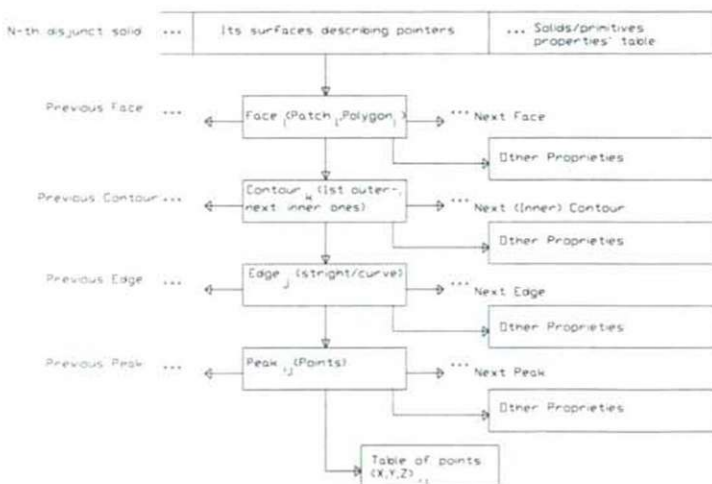 N-th disjunct solid ... Its surfaces describing pointers ... Solids/primitives
properties' table
Previous Face ... Face i (Patch i, Polygon i) ... Next Face
Other Proprieties
Previous Contour ... Contour k (1st outer-,
next inner ones) ... Next (Inner) Contour
Other Proprieties
Previous Edge ... Edge j (stright/curve) ... Next Edge
Other Proprieties
Previous Peak ... Peak i,j (Points) ... Next Peak
Other Proprieties
Table of points
(X,Y,Z)